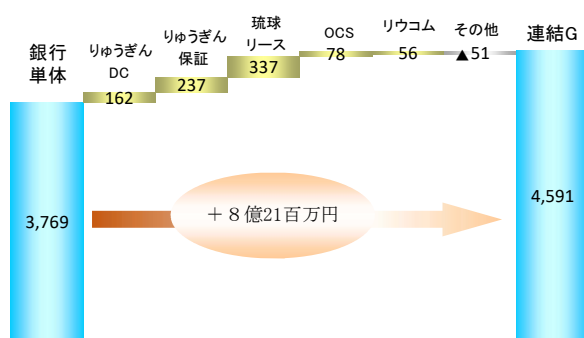 銀行
単体
りゅうぎん
DC
りゅうぎん
保証
琉球
リース
OCS
リウコム
その他
連結G
162
237
337
78
56
▲51
3,769
＋８億21百万円
4,591